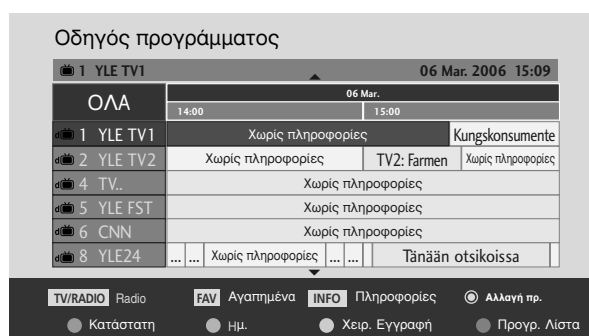 Οδηγός προγράμματος
1 YLE TV1 06 Mar. 2006 15:09
ΟΛΑ 06 Mar.
14:00 15:00
1 YLE TV1 Χωρίς πληροφορίες Kungskonsumente
2 YLE TV2 Χωρίς πληροφορίες TV2: Farmen Χωρίς πληροφορίες
4 TV.. Χωρίς πληροφορίες
5 YLE FST Χωρίς πληροφορίες
6 CNN Χωρίς πληροφορίες
8 YLE24 ... ... Χωρίς πληροφορίες ... ... Tänään otsikoissa
TV/RADIO Radio FAV Αγαπημένα INFO Πληροφορίες Αλλαγή πρ.
Κατάστατη Ημ. Χειρ. Εγγραφή Προγρ. Λίστα